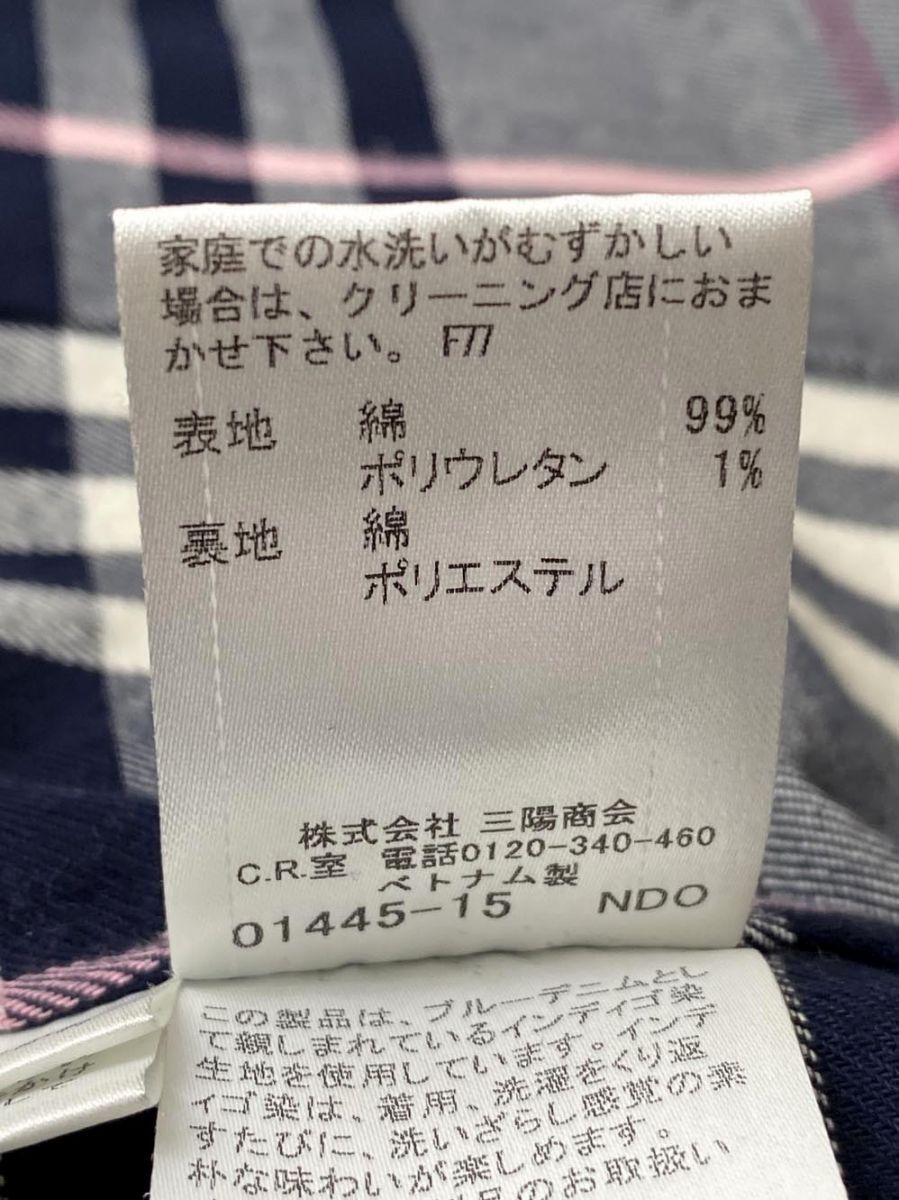 家庭での水洗いがむずかしい
場合は、クリーニング店におま
かせ下さい。 F77
表地 綿 99%
ポリウレタン 1%
裏地 綿
ポリエステル
株式会社 三陽商会
C.R.室 電話0120-340-460
ベトナム製
01445-15 NDO
この製品は、ブルーデニムとし
て親しまれているインディゴ染
生地を使用しています。インデ
ィゴ染は、着用、洗濯をくり返
すたびに、洗いざらし感覚の素
朴な味わいが楽しめます。
品のお取扱い